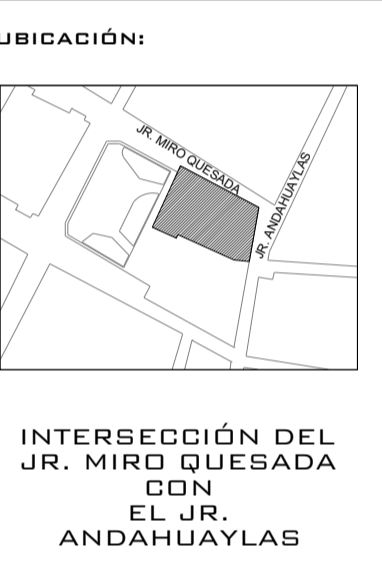 UBICACIÓN:
JR. MIRO QUESADA
JR. ANDAHUAYLAS
INTERSECCIÓN DEL
JR. MIRO QUESADA
CON
EL JR.
ANDAHUAYLAS